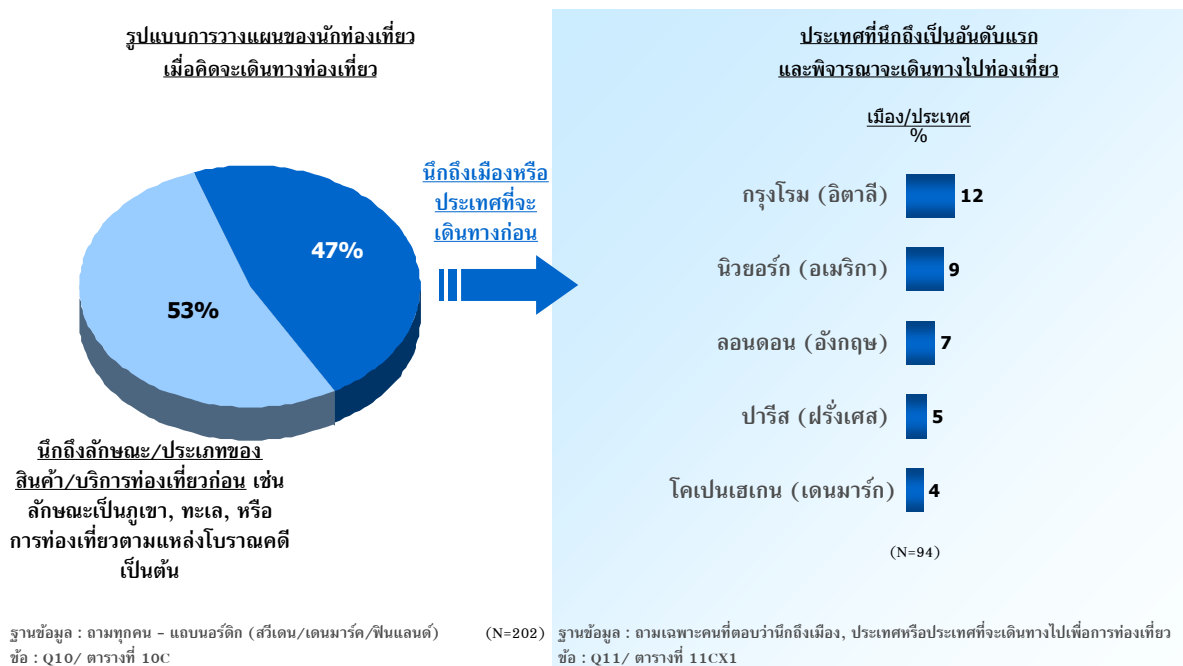 รูปแบบการวางแผนของนักท่องเที่ยว
เมื่อคิดจะเดินทางท่องเที่ยว
47%
53%
นึกถึงเมืองหรือ
ประเทศที่จะ
เดินทางก่อน
นึกถึงลักษณะ/ประเภทของ
สินค้า/บริการท่องเที่ยวก่อน เช่น
ลักษณะเป็นภูเขา, ทะเล, หรือ
การท่องเที่ยวตามแหล่งโบราณคดี
เป็นต้น
ฐานข้อมูล : ถามทุกคน - แถบนอร์ดิก (สวีเดน/เดนมาร์ค/ฟินแลนด์) (N=202)
ข้อ : Q10/ ตารางที่ 10C
ประเทศที่นึกถึงเป็นอันดับแรก
และพิจารณาจะเดินทางไปท่องเที่ยว
เมือง/ประเทศ
%
กรุงโรม (อิตาลี) 12
นิวยอร์ก (อเมริกา) 9
ลอนดอน (อังกฤษ) 7
ปารีส (ฝรั่งเศส) 5
โคเปนเฮเกน (เดนมาร์ก) 4
(N=94)
ฐานข้อมูล : ถามเฉพาะคนที่ตอบว่านึกถึงเมือง, ประเทศหรือประเทศที่จะเดินทางไปเพื่อการท่องเที่ยว
ข้อ : Q11/ ตารางที่ 11CX1